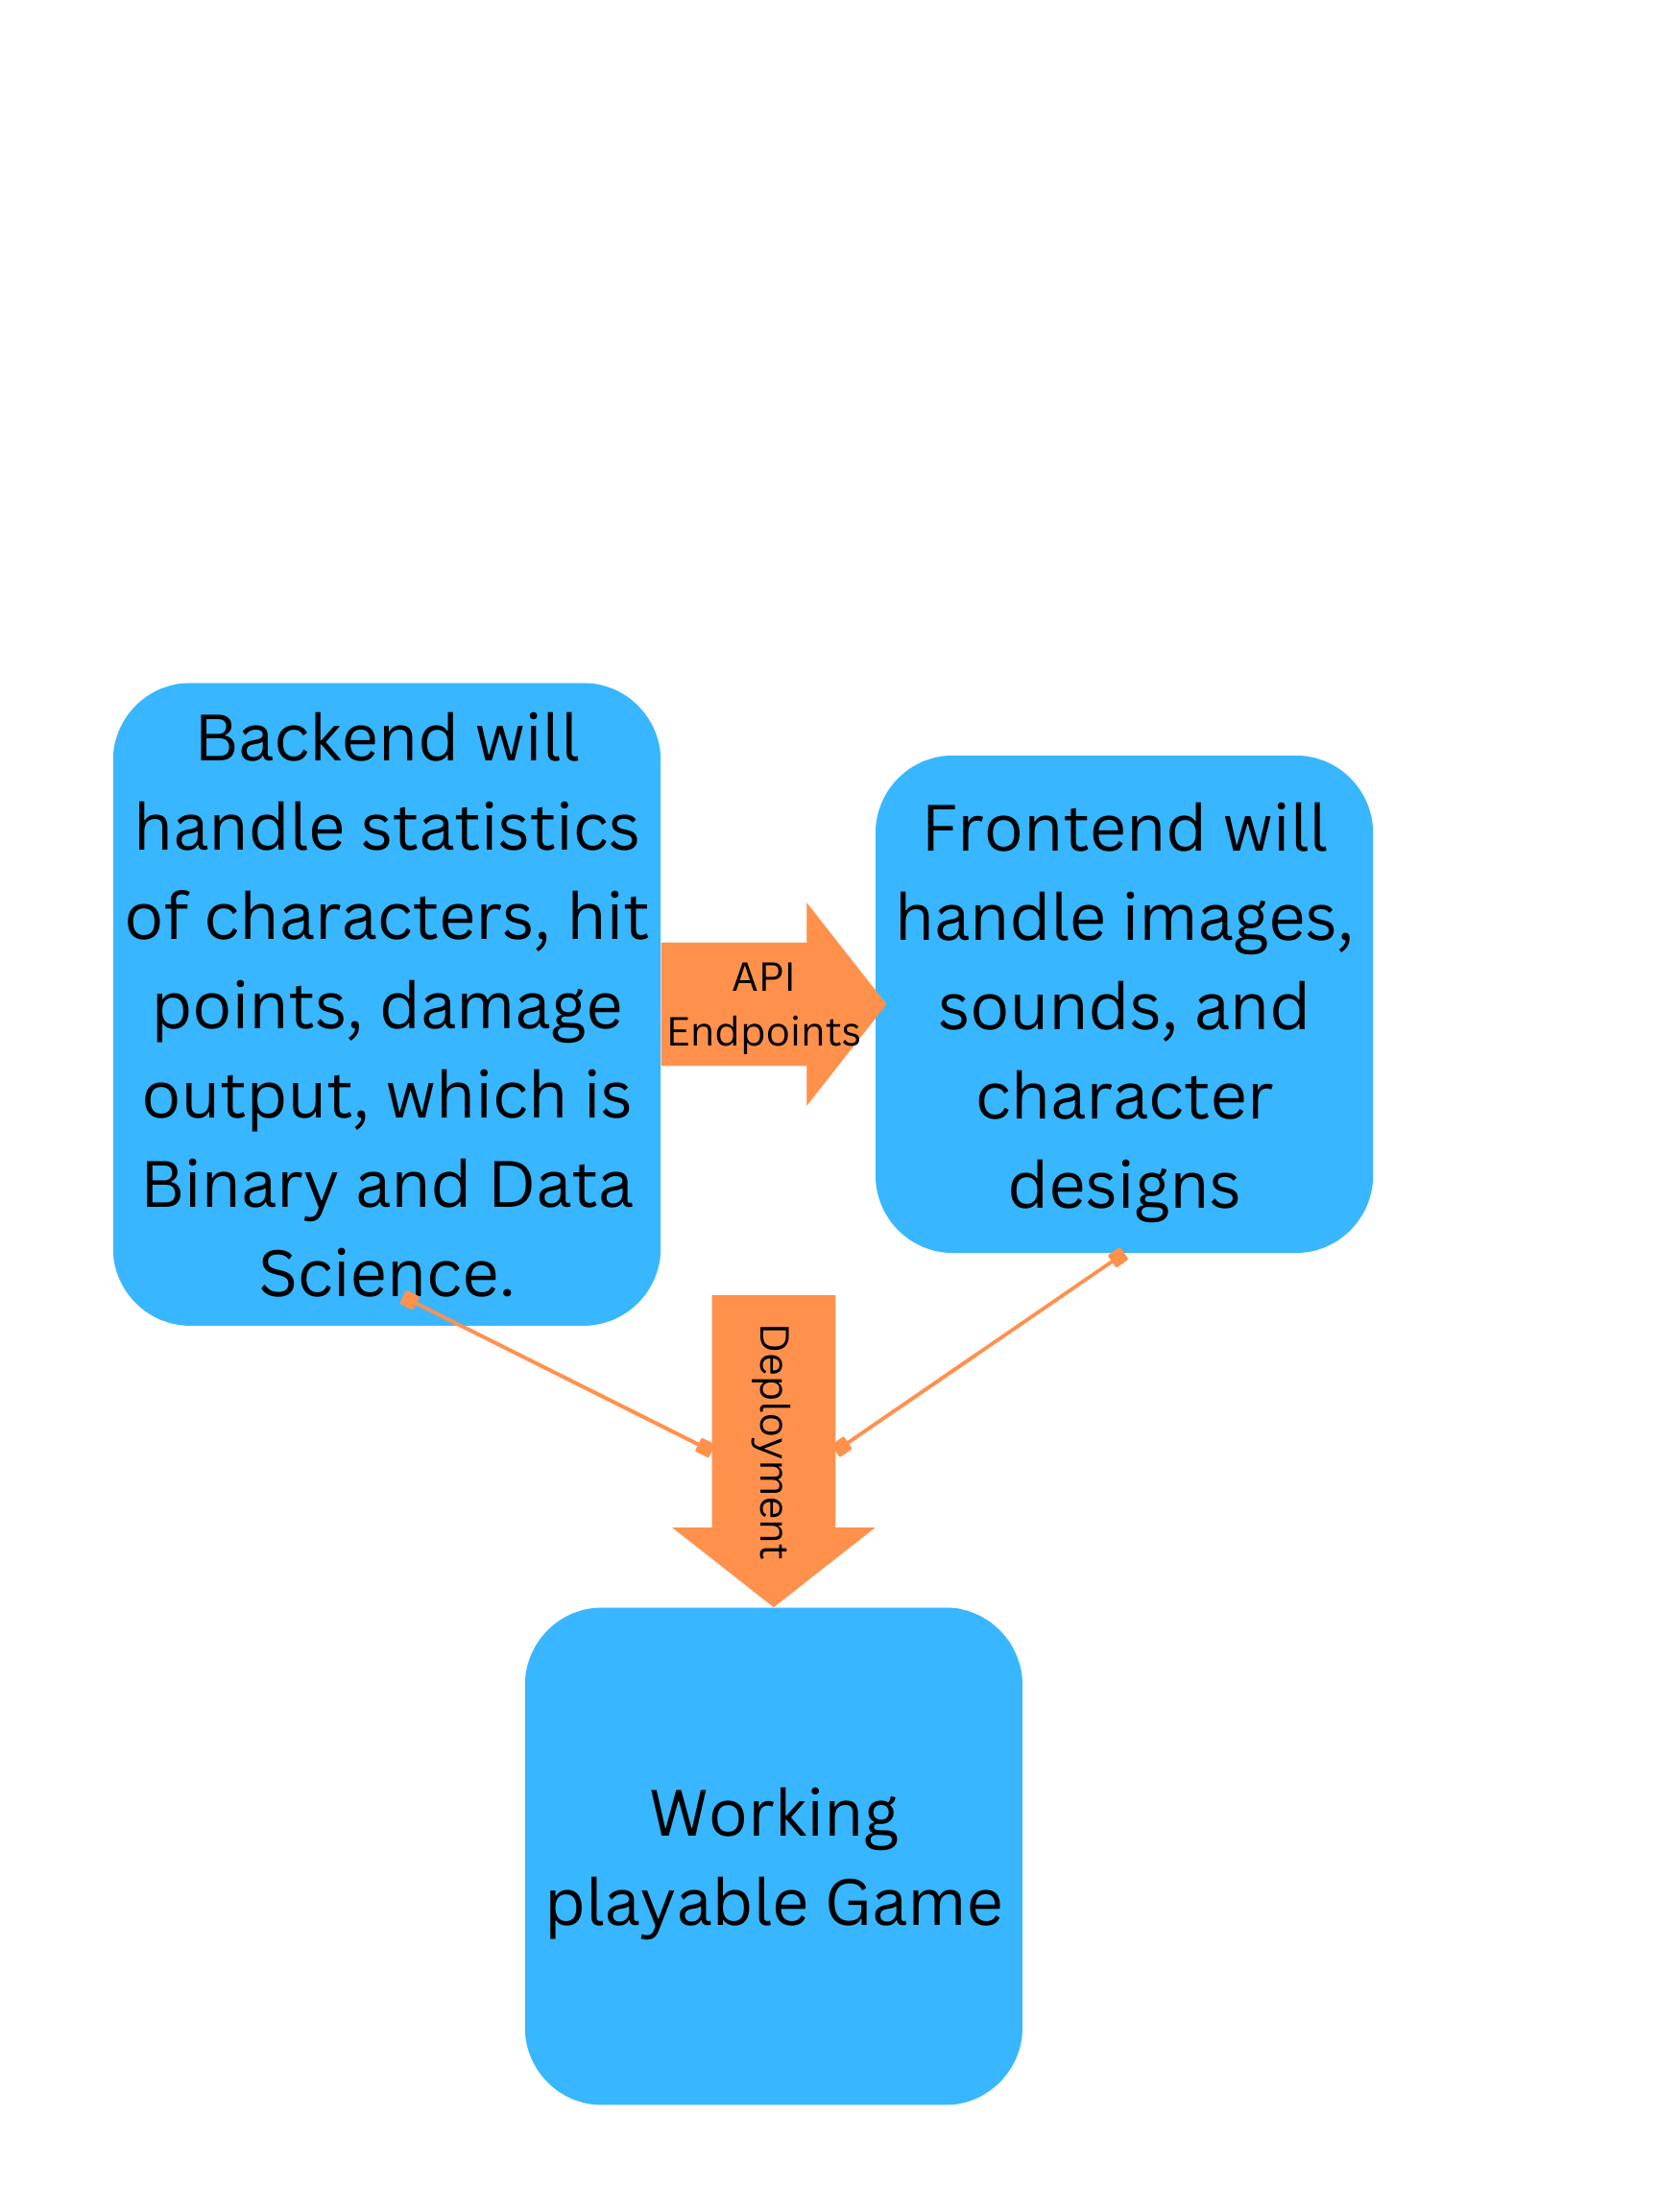 Backend will
handle statistics
of characters, hit
points, damage
output, which is
Binary and Data
Science.
API
Endpoints
Frontend will
handle images,
sounds, and
character
designs
Deployment
Working
playable Game